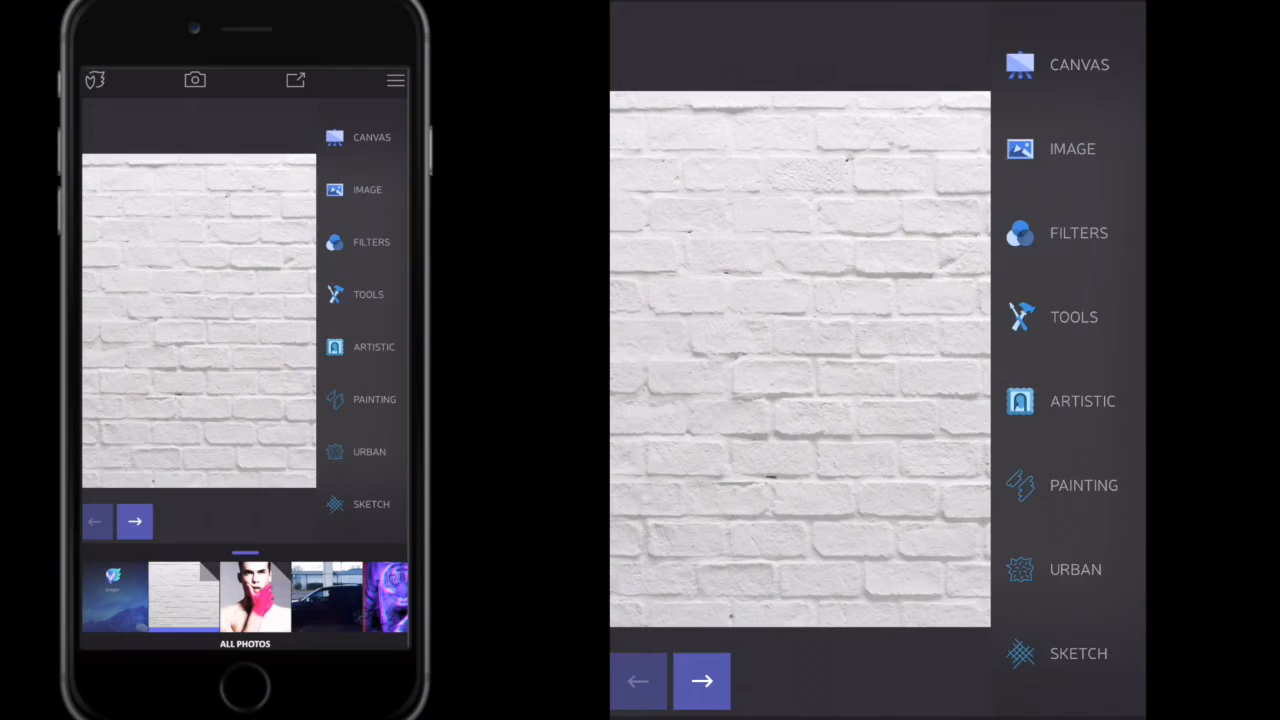 CANVAS
IMAGE
FILTERS
TOOLS
ARTISTIC
PAINTING
URBAN
SKETCH
ALL PHOTOS
CANVAS
IMAGE
FILTERS
TOOLS
ARTISTIC
PAINTING
URBAN
SKETCH